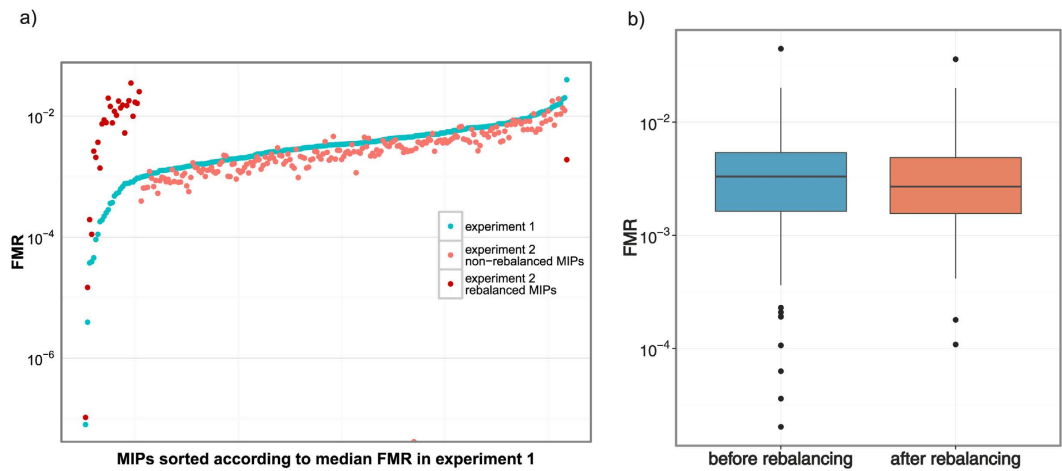 a)
b)
10⁻²
10⁻⁴
10⁻⁶
FMR
experiment 1
experiment 2
non-rebalanced MIPs
experiment 2
rebalanced MIPs
MIPs sorted according to median FMR in experiment 1
10⁻²
10⁻³
10⁻⁴
FMR
before rebalancing
after rebalancing